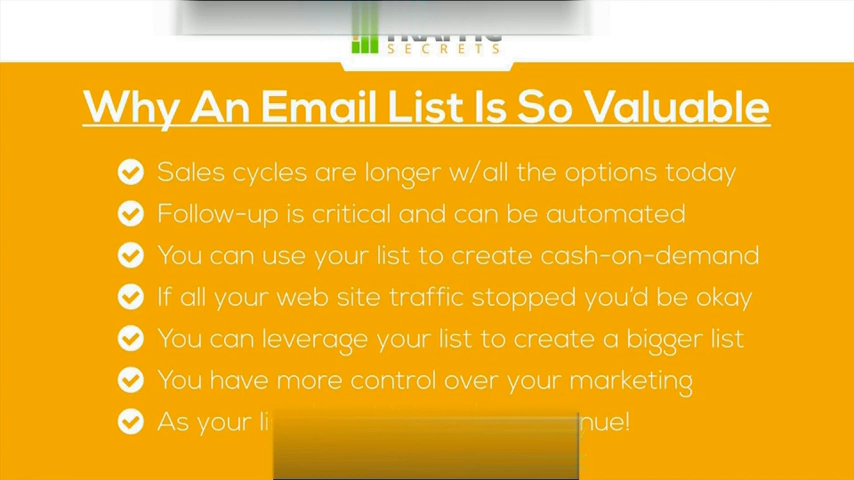 SECRETS
Why An Email List Is So Valuable
Sales cycles are longer w/all the options today
Follow-up is critical and can be automated
You can use your list to create cash-on-demand
If all your web site traffic stopped you'd be okay
You can leverage your list to create a bigger list
You have more control over your marketing
As your